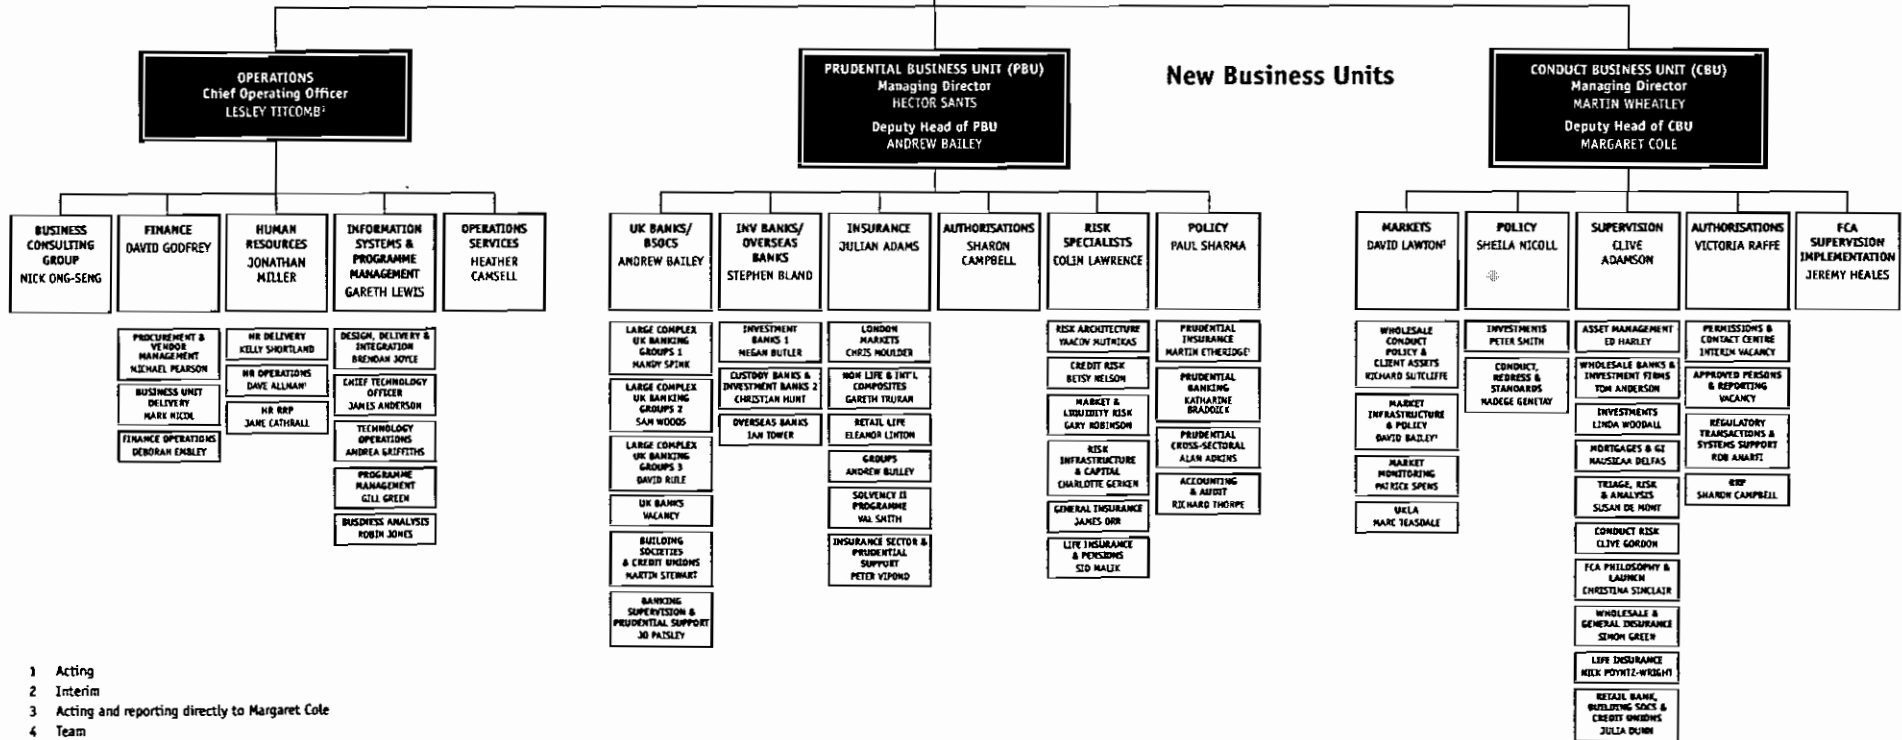 New Business Units
OPERATIONS
Chief Operating Officer
LESLEY TITCOMB²
PRUDENTIAL BUSINESS UNIT (PBU)
Managing Director
HECTOR SANTS
Deputy Head of PBU
ANDREW BAILEY
CONDUCT BUSINESS UNIT (CBU)
Managing Director
MARTIN WHEATLEY
Deputy Head of CBU
MARGARET COLE
BUSINESS
CONSULTING
GROUP
NICK ONG-SENG
FINANCE
DAVID GODFREY
PROCUREMENT &
VENDOR
MANAGEMENT
MICHAEL PEARSON
BUSINESS UNIT
DELIVERY
MARK NICOL
FINANCE OPERATIONS
DEBORAH EMBLEY
HUMAN
RESOURCES
JONATHAN
MILLER
HR DELIVERY
KELLY SHORTLAND
HR OPERATIONS
DAVE ALLMAN¹
HR RRP
JANE CATHRALL
INFORMATION
SYSTEMS &
PROGRAMME
MANAGEMENT
GARETH LEWIS
DESIGN, DELIVERY &
INTEGRATION
BRENDAN JOYCE
CHIEF TECHNOLOGY
OFFICER
JAMES ANDERSON
TECHNOLOGY
OPERATIONS
ANDREA GRIFFITHS
PROGRAMME
MANAGEMENT
GILL GREEN
BUSINESS ANALYSIS
ROBIN JONES
OPERATIONS
SERVICES
HEATHER
CAMSELL
UK BANKS/
BSOCS
ANDREW BAILEY
LARGE COMPLEX
UK BANKING
GROUPS 1
MANDY SPINK
LARGE COMPLEX
UK BANKING
GROUPS 2
SAM WOODS
LARGE COMPLEX
UK BANKING
GROUPS 3
DAVID RULE
UK BANKS
VACANCY
BUILDING
SOCIETIES
& CREDIT UNIONS
MARTIN STEWART
BANKING
SUPERVISION &
PRUDENTIAL SUPPORT
JO PAISLEY
INV BANKS/
OVERSEAS
BANKS
STEPHEN BLAND
INVESTMENT
BANKS 1
MEGAN BUTLER
CUSTODY BANKS &
INVESTMENT BANKS 2
CHRISTIAN HUNT
OVERSEAS BANKS
IAN TOWER
INSURANCE
JULIAN ADAMS
LONDON
MARKETS
CHRIS MOULDER
NON LIFE & INT'L
COMPOSITES
GARETH TRURAN
RETAIL LIFE
ELEANOR LINTON
GROUPS
ANDREW BULLEY
SOLVENCY II
PROGRAMME
VAL SMITH
INSURANCE SECTOR &
PRUDENTIAL
SUPPORT
PETER VIPOND
AUTHORISATIONS
SHARON
CAMPBELL
RISK
SPECIALISTS
COLIN LAWRENCE
RISK ARCHITECTURE
YAACOV MUTNIKAS
CREDIT RISK
BETSY NELSON
MARKET &
LIQUIDITY RISK
GARY ROBINSON
RISK
INFRASTRUCTURE
& CAPITAL
CHARLOTTE GERKEN
GENERAL INSURANCE
JAMES ORR
LIFE INSURANCE
& PENSIONS
SID MALIK
POLICY
PAUL SHARMA
PRUDENTIAL
INSURANCE
MARTIN ETHERIDGE¹
PRUDENTIAL
BANKING
KATHARINE
BRADDICK
PRUDENTIAL
CROSS-SECTORAL
ALAN ADKINS
ACCOUNTING
& AUDIT
RICHARD THORPE
MARKETS
DAVID LAWTON
WHOLESALE
CONDUCT
POLICY &
CLIENT ASSETS
RICHARD SUTCLIFFE
MARKET
INFRASTRUCTURE
& POLICY
DAVID BAILEY
MARKET
MONITORING
PATRICK SPENS
UKLA
MARC TEASDALE
POLICY
SHEILA NICOLL
INVESTMENTS
PETER SMITH
CONDUCT,
REDRESS &
STANDARDS
NADEGE GENETAY
SUPERVISION
CLIVE
ADAMSON
ASSET MANAGEMENT
ED HARLEY
WHOLESALE BANKS &
INVESTMENT FIRMS
TOM ANDERSON
INVESTMENTS
LINDA WOODALL
MORTGAGES & GI
NAUSICAA DELFAS
TRIAGE, RISK
& ANALYSIS
SUSAN DE MONT
CONDUCT RISK
CLIVE GORDON
FCA PHILOSOPHY &
LAUNCH
CHRISTINA SINCLAIR
WHOLESALE &
GENERAL INSURANCE
SIMON GREEN
LIFE INSURANCE
NICK POYNTZ-WRIGHT
RETAIL BANK,
BUILDING SOCS &
CREDIT UNIONS
JULIA DUNN
AUTHORISATIONS
VICTORIA RAFFE
PERMISSIONS &
CONTACT CENTRE
INTERIM VACANCY
APPROVED PERSONS
& REPORTING
VACANCY
REGULATORY
TRANSACTIONS &
SYSTEMS SUPPORT
ROB ANARFI
RRP
SHARON CAMPBELL
FCA
SUPERVISION
IMPLEMENTATION
JEREMY HEALES
1 Acting
2 Interim
3 Acting and reporting directly to Margaret Cole
4 Team